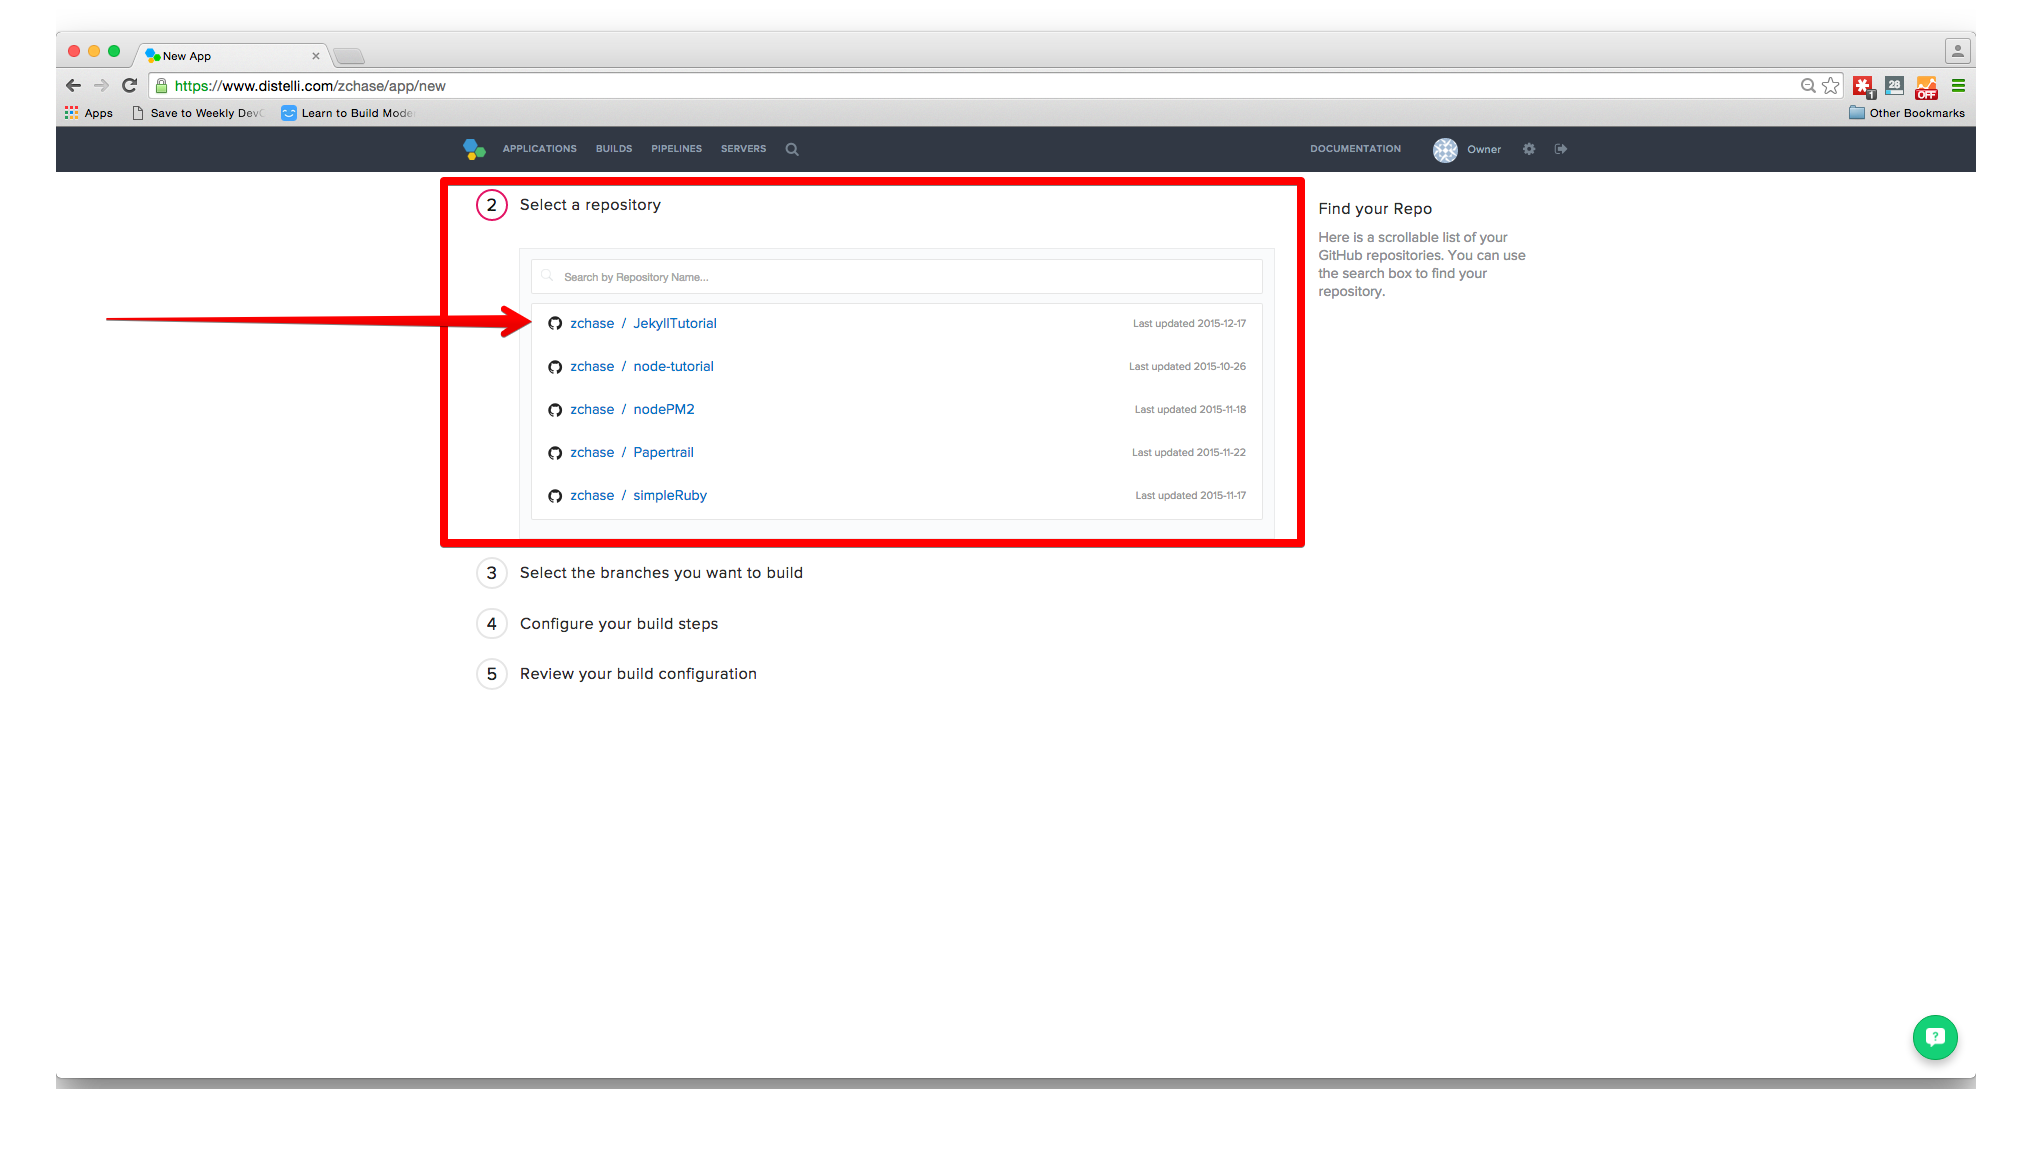 New App
https://www.distelli.com/zchase/app/new
28
1
OFF
Apps
Save to Weekly Dev
Learn to Build Mode
Other Bookmarks
APPLICATIONS BUILDS PIPELINES SERVERS
DOCUMENTATION
Owner
2 Select a repository
Search by Repository Name...
zchase / JekyllTutorial Last updated 2015-12-17
zchase / node-tutorial Last updated 2015-10-26
zchase / nodePM2 Last updated 2015-11-18
zchase / Papertrail Last updated 2015-11-22
zchase / simpleRuby Last updated 2015-11-17
Find your Repo
Here is a scrollable list of your
GitHub repositories. You can use
the search box to find your
repository.
3 Select the branches you want to build
4 Configure your build steps
5 Review your build configuration
?